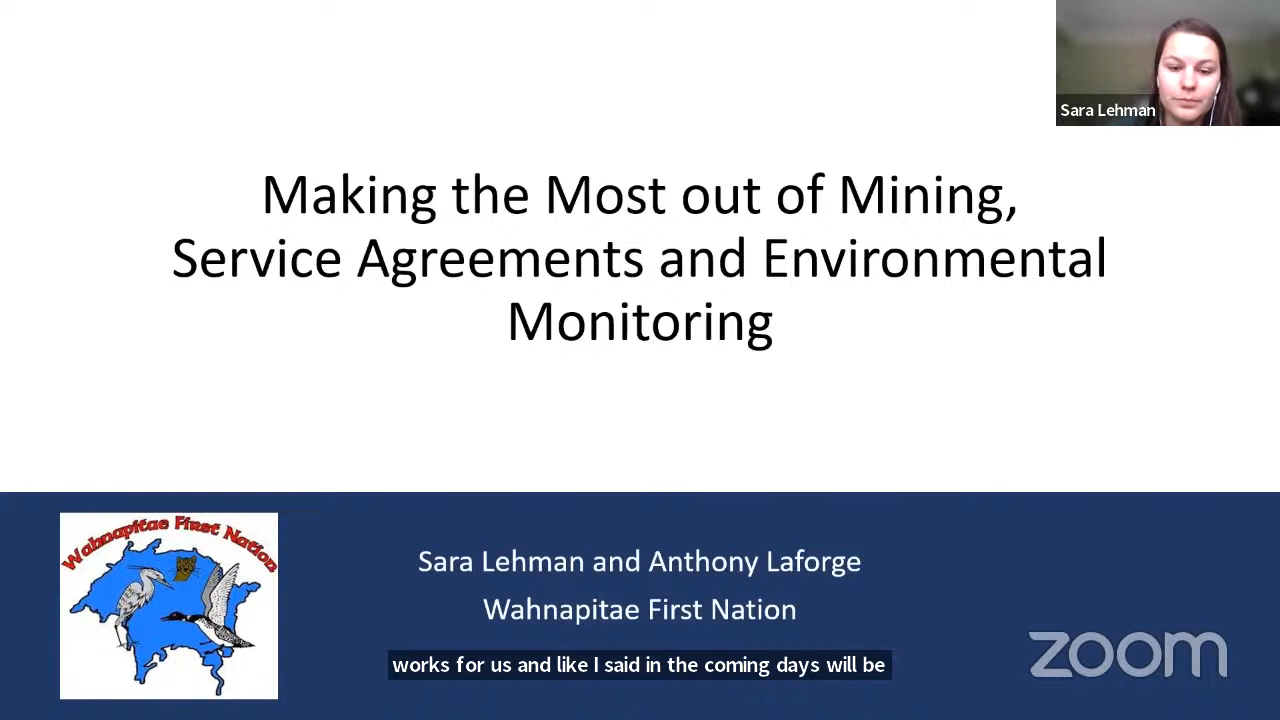 Sara Lehman
Making the Most out of Mining,
Service Agreements and Environmental
Monitoring
Wahnapitae First Nation
Sara Lehman and Anthony Laforge
Wahnapitae First Nation
works for us and like I said in the coming days will be
zoom